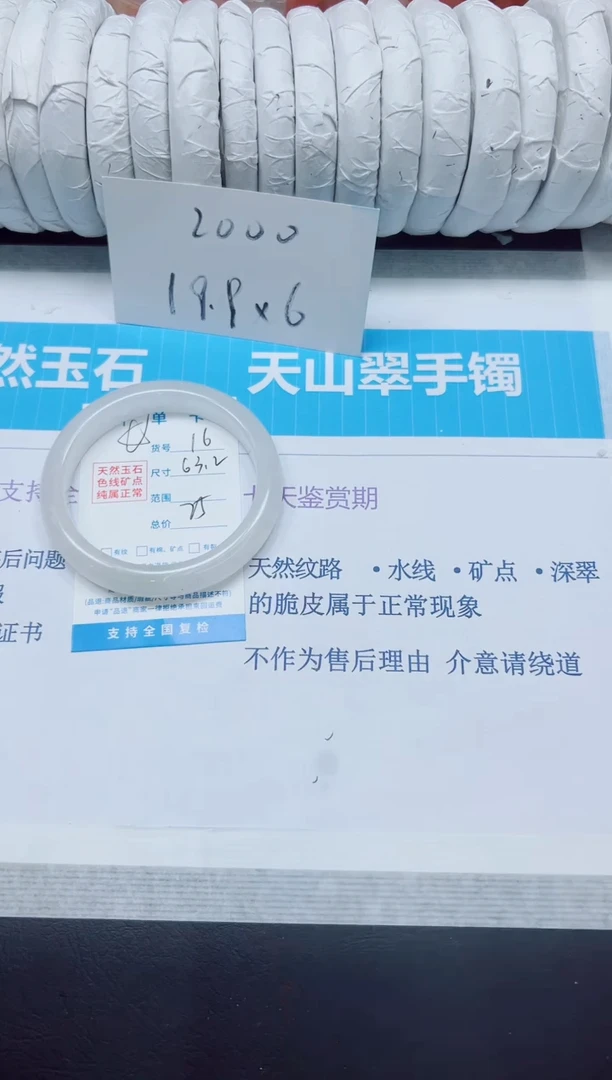 2000
19.9×6
然玉石 天山翠手镯
单 下
货号 16
天然玉石
色线矿点
纯属正常
尺寸 63.2
范围
总价
支持全
天鉴赏期
后问题
证书
天然纹路 •水线 •矿点 •深翠
的脆皮属于正常现象
不作为售后理由 介意请绕道
支持全国复检